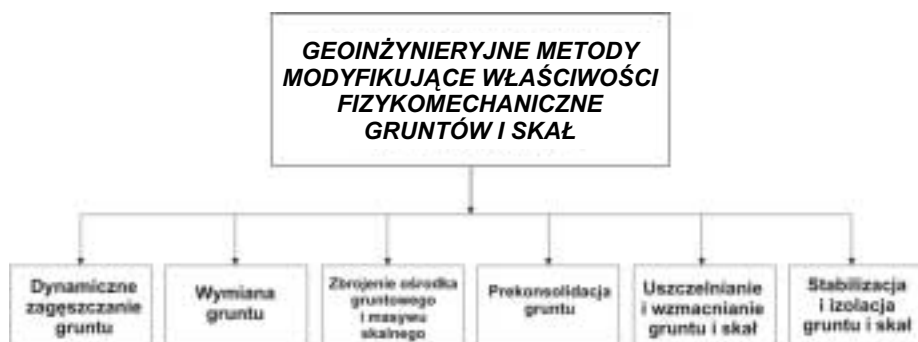 GEOINŻYNIERYJNE METODY
MODYFIKUJĄCE WŁAŚCIWOŚCI
FIZYKOMECHANICZNE
GRUNTÓW I SKAŁ
Dynamiczne
zagęszczanie
gruntu
Wymiana
gruntu
Zbrojenie ośrodka
gruntowego
i masywu
skalnego
Prekonsolidacja
gruntu
Uszczelnianie
i wzmacnianie
gruntu i skał
Stabilizacja
i izolacja
gruntu i skał